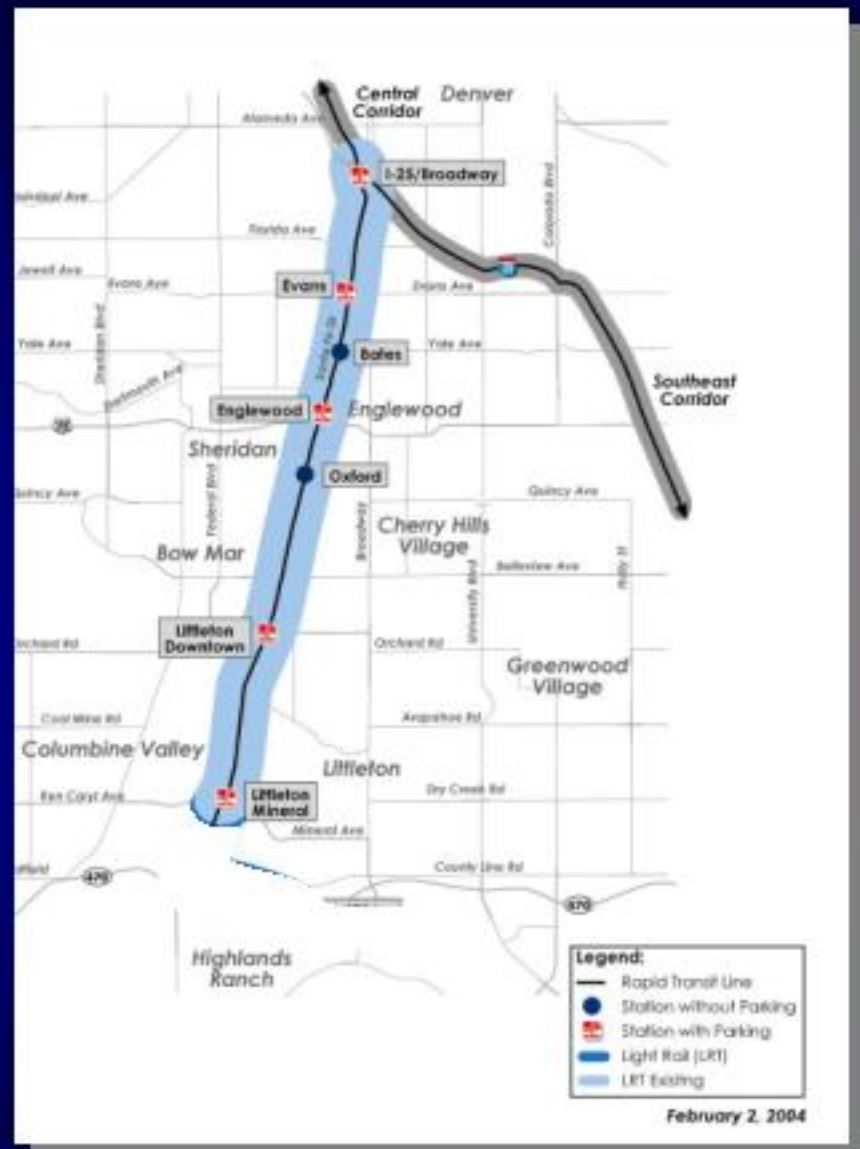 Central
Corridor
Denver
Alameda Ave
I-25/Broadway
Colorado Blvd
Florida Ave
Jewell Ave
Evans Ave
Evans
Evans Ave
Yale Ave
Sheridan Blvd
Bates
Yale Ave
Dartmouth Ave
Southeast
Corridor
Englewood
Englewood
Sheridan
Oxford
Quincy Ave
Federal Blvd
Quincy Ave
Broadway
Cherry Hills
Village
Bow Mar
Belleview Ave
Holly St
University Blvd
Littleton
Downtown
Orchard Rd
Orchard Rd
Greenwood
Village
Coal Mine Rd
Arapahoe Rd
Columbine Valley
Littleton
Ken Caryl Ave
Littleton
Mineral
Dry Creek Rd
Mineral Ave
County Line Rd
470
470
Highlands
Ranch
Legend:
Rapid Transit Line
Station without Parking
Station with Parking
Light Rail (LRT)
LRT Existing
February 2, 2004